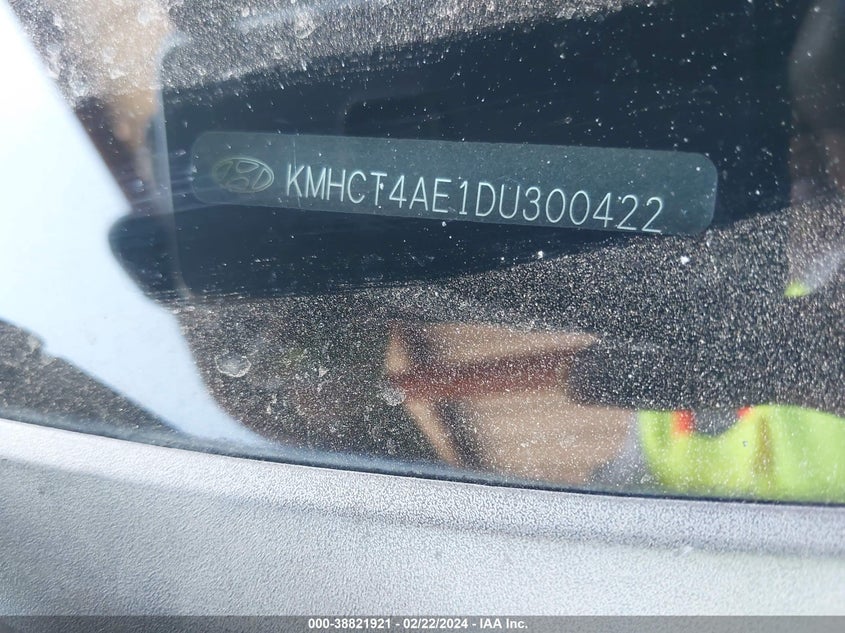 KMHCT4AE1DU300422
000-38821921 - 02/22/2024 - IAA Inc.